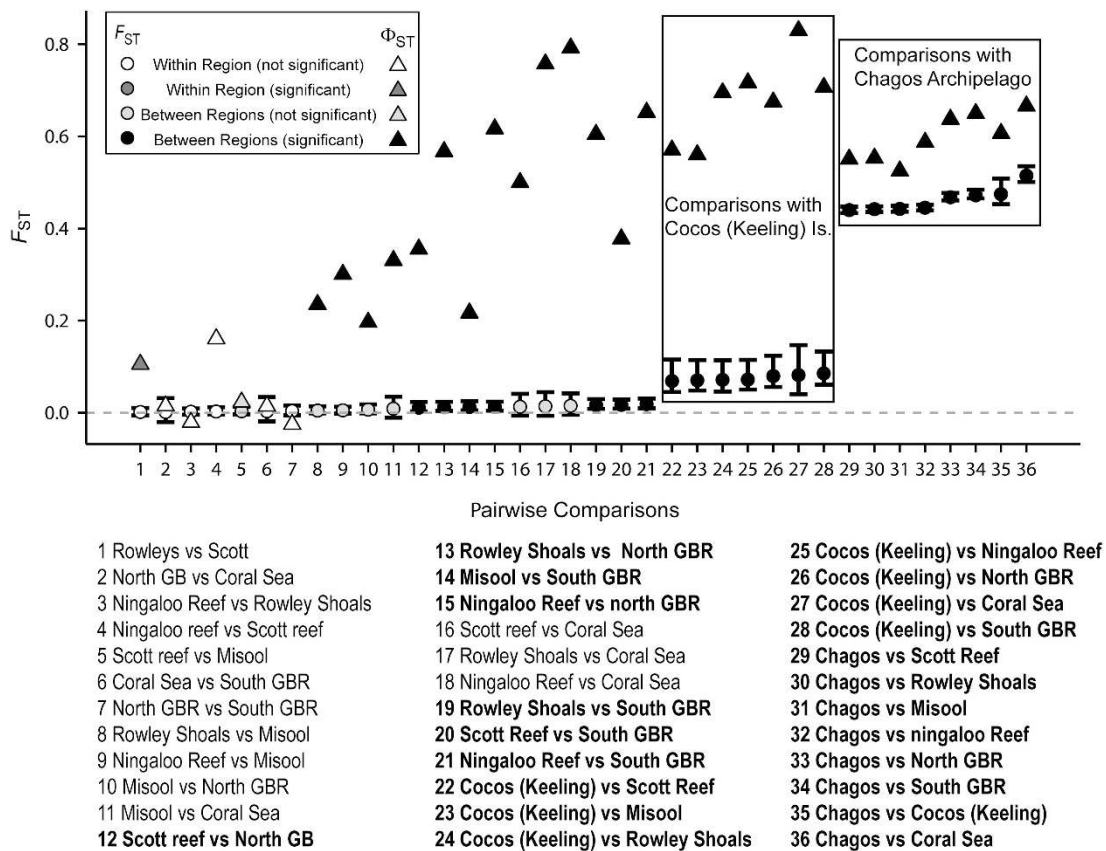 F_ST Φ_ST
Within Region (not significant)
Within Region (significant)
Between Regions (not significant)
Between Regions (significant)
Comparisons with
Cocos (Keeling) Is.
Comparisons with
Chagos Archipelago
F_ST
0.8
0.6
0.4
0.2
0.0
1 2 3 4 5 6 7 8 9 10 11 12 13 14 15 16 17 18 19 20 21 22 23 24 25 26 27 28 29 30 31 32 33 34 35 36
Pairwise Comparisons
1 Rowleys vs Scott
2 North GB vs Coral Sea
3 Ningaloo Reef vs Rowley Shoals
4 Ningaloo reef vs Scott reef
5 Scott reef vs Misool
6 Coral Sea vs South GBR
7 North GBR vs South GBR
8 Rowley Shoals vs Misool
9 Ningaloo Reef vs Misool
10 Misool vs North GBR
11 Misool vs Coral Sea
12 Scott reef vs North GB
13 Rowley Shoals vs North GBR
14 Misool vs South GBR
15 Ningaloo Reef vs north GBR
16 Scott reef vs Coral Sea
17 Rowley Shoals vs Coral Sea
18 Ningaloo Reef vs Coral Sea
19 Rowley Shoals vs South GBR
20 Scott Reef vs South GBR
21 Ningaloo Reef vs South GBR
22 Cocos (Keeling) vs Scott Reef
23 Cocos (Keeling) vs Misool
24 Cocos (Keeling) vs Rowley Shoals
25 Cocos (Keeling) vs Ningaloo Reef
26 Cocos (Keeling) vs North GBR
27 Cocos (Keeling) vs Coral Sea
28 Cocos (Keeling) vs South GBR
29 Chagos vs Scott Reef
30 Chagos vs Rowley Shoals
31 Chagos vs Misool
32 Chagos vs ningaloo Reef
33 Chagos vs North GBR
34 Chagos vs South GBR
35 Chagos vs Cocos (Keeling)
36 Chagos vs Coral Sea